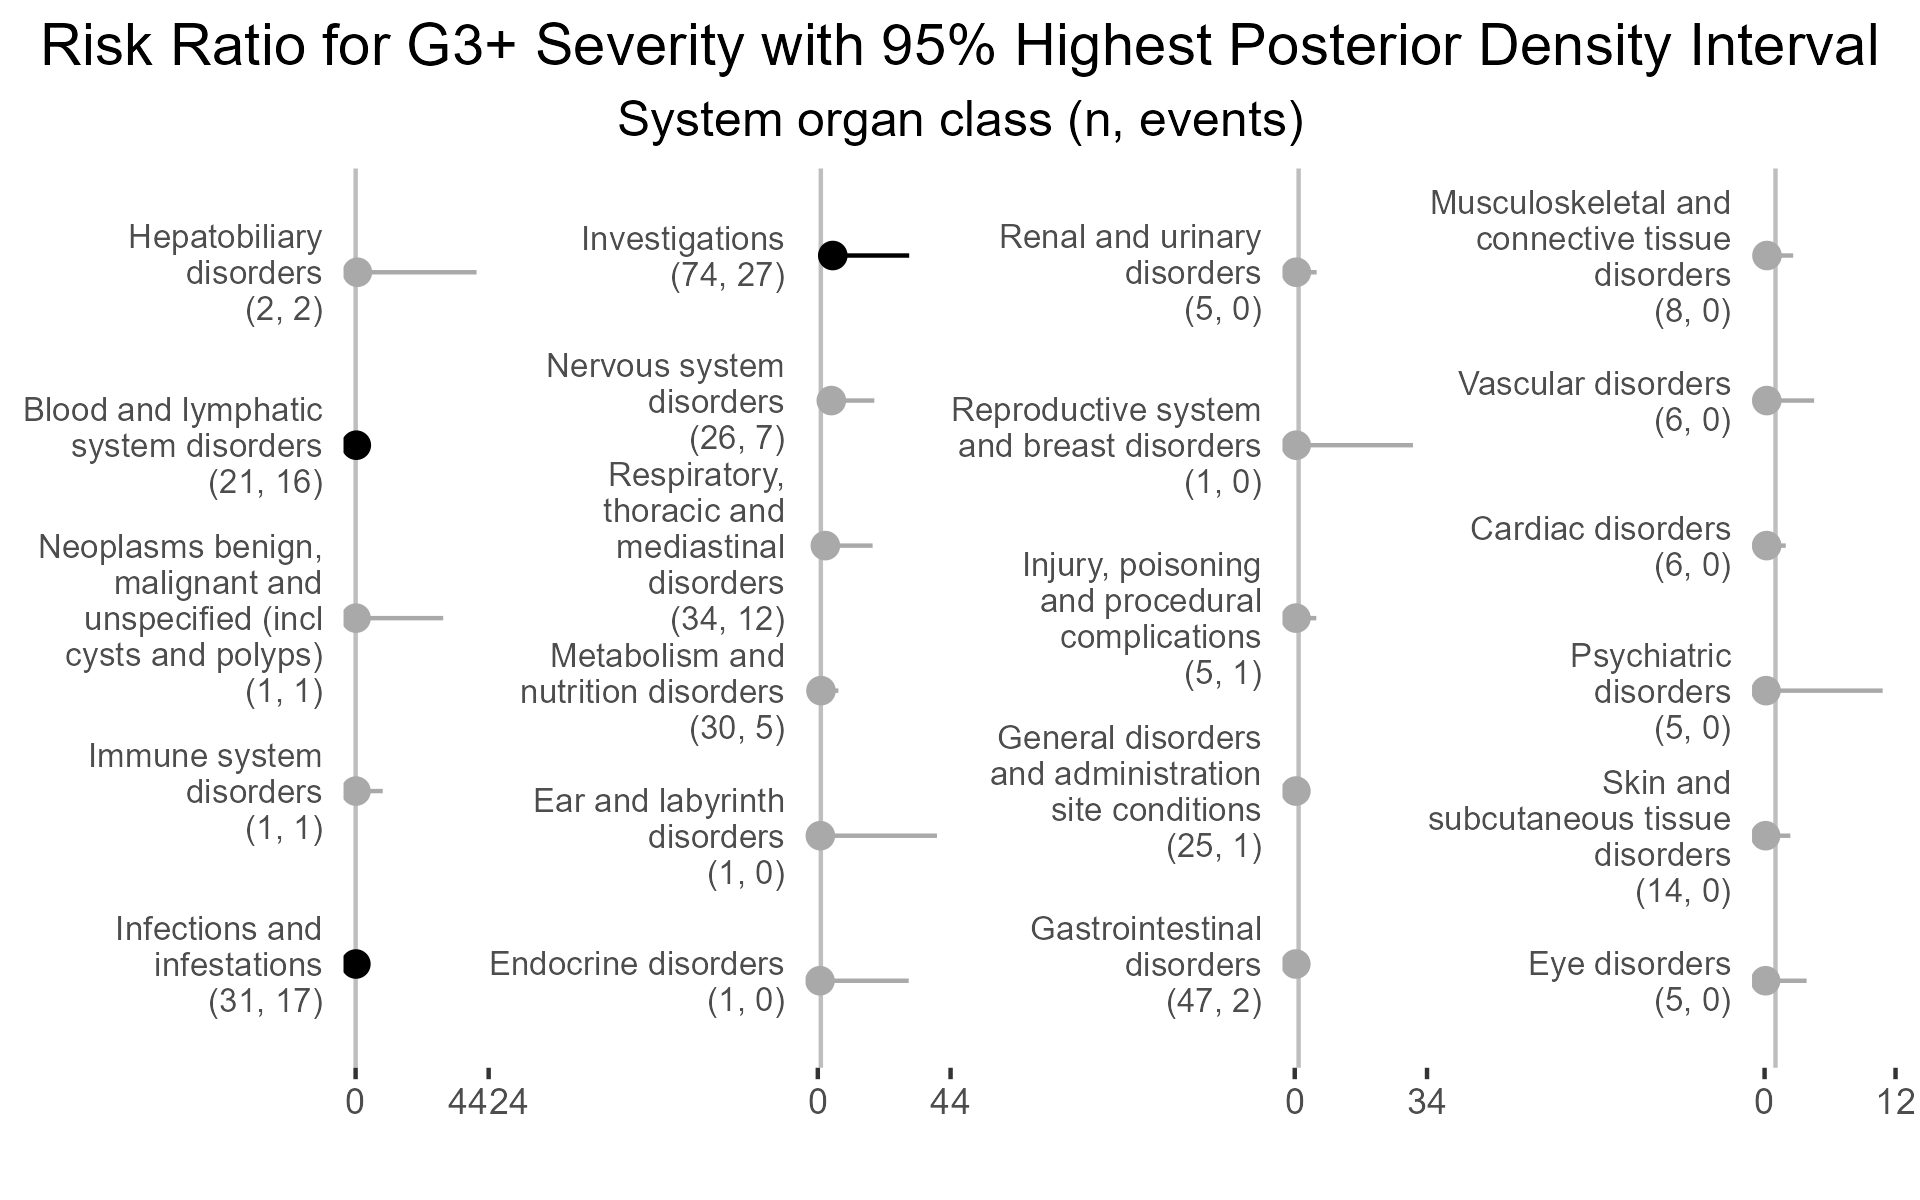 Risk Ratio for G3+ Severity with 95% Highest Posterior Density Interval
System organ class (n, events)
Hepatobiliary
disorders
(2, 2)
Blood and lymphatic
system disorders
(21, 16)
Neoplasms benign,
malignant and
unspecified (incl
cysts and polyps)
(1, 1)
Immune system
disorders
(1, 1)
Infections and
infestations
(31, 17)
0
4424
Investigations
(74, 27)
Nervous system
disorders
(26, 7)
Respiratory,
thoracic and
mediastinal
disorders
(34, 12)
Metabolism and
nutrition disorders
(30, 5)
Ear and labyrinth
disorders
(1, 0)
Endocrine disorders
(1, 0)
0
44
Renal and urinary
disorders
(5, 0)
Reproductive system
and breast disorders
(1, 0)
Injury, poisoning
and procedural
complications
(5, 1)
General disorders
and administration
site conditions
(25, 1)
Gastrointestinal
disorders
(47, 2)
0
34
Musculoskeletal and
connective tissue
disorders
(8, 0)
Vascular disorders
(6, 0)
Cardiac disorders
(6, 0)
Psychiatric
disorders
(5, 0)
Skin and
subcutaneous tissue
disorders
(14, 0)
Eye disorders
(5, 0)
0
12